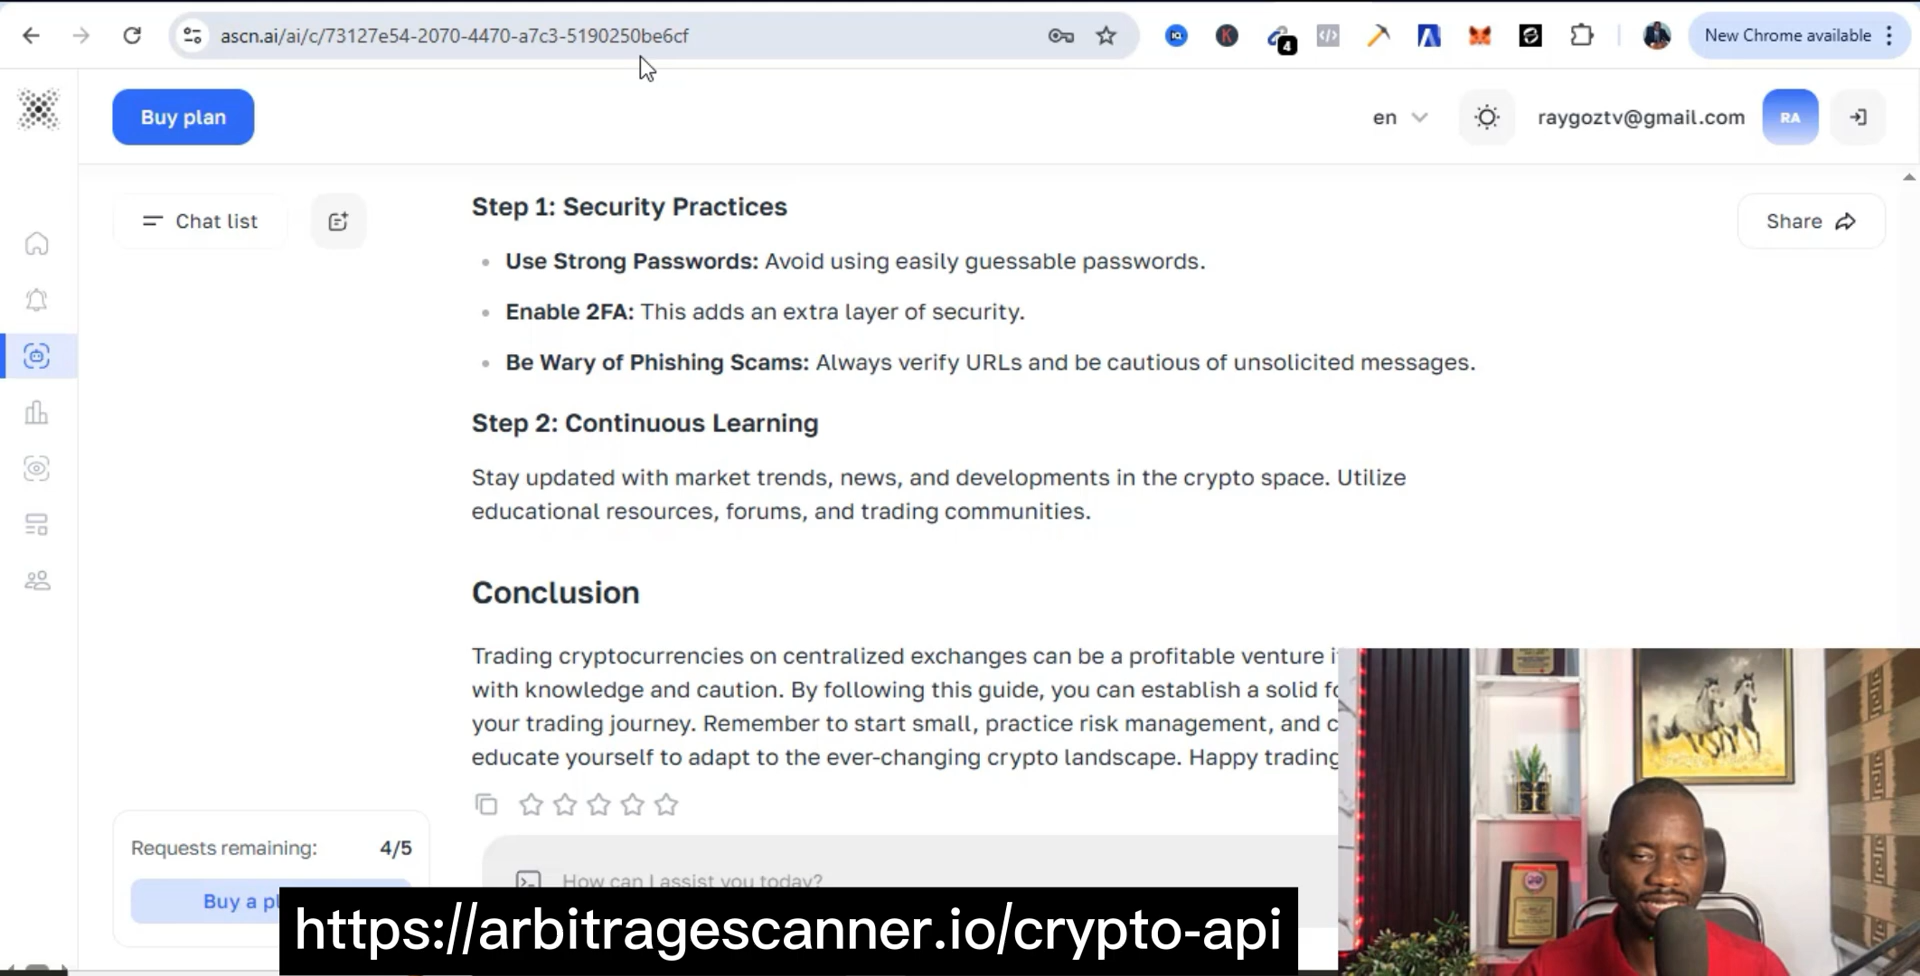 ascn.ai/ai/c/73127e54-2070-4470-a7c3-5190250be6cf
4
New Chrome available
Buy plan
en
raygoztv@gmail.com
RA
Chat list
Share
Step 1: Security Practices
Use Strong Passwords: Avoid using easily guessable passwords.
Enable 2FA: This adds an extra layer of security.
Be Wary of Phishing Scams: Always verify URLs and be cautious of unsolicited messages.
Step 2: Continuous Learning
Stay updated with market trends, news, and developments in the crypto space. Utilize
educational resources, forums, and trading communities.
Conclusion
Trading cryptocurrencies on centralized exchanges can be a profitable venture
with knowledge and caution. By following this guide, you can establish a solid
your trading journey. Remember to start small, practice risk management, and
educate yourself to adapt to the ever-changing crypto landscape. Happy trading
Requests remaining: 4/5
How can I assist you today?
Buy a
https://arbitragescanner.io/crypto-api